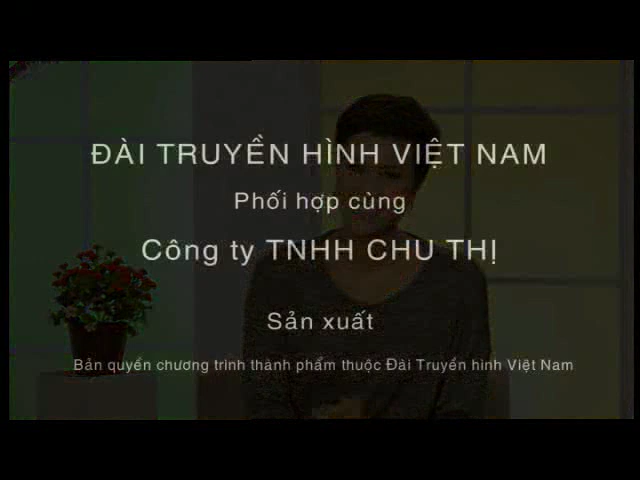 ĐÀI TRUYỀN HÌNH VIỆT NAM
Phối hợp cùng
Công ty TNHH CHU THỊ
Sản xuất
Bản quyền chương trình thành phẩm thuộc Đài Truyền hình Việt Nam